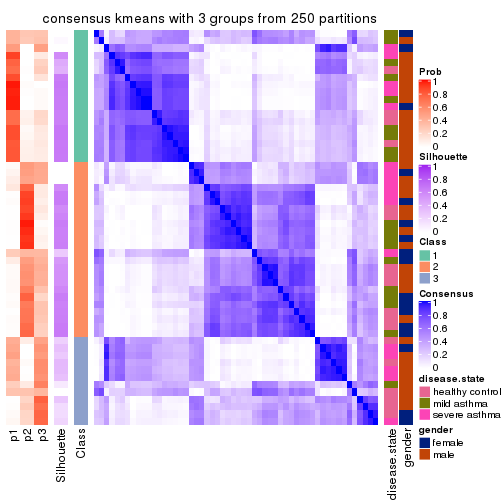 consensus kmeans with 3 groups from 250 partitions
Prob
1
0.8
0.6
0.4
0.2
0
Silhouette
1
0.8
0.6
0.4
0.2
0
Class
1
2
3
Consensus
1
0.8
0.6
0.4
0.2
0
disease.state
healthy control
mild asthma
severe asthma
gender
female
male
p1
p2
p3
Silhouette
Class
disease.state
gender